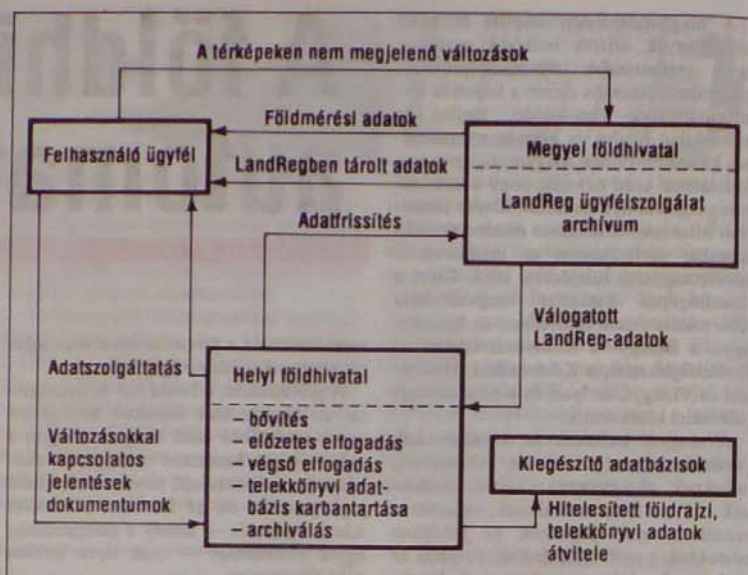 A térképeken nem megjelenő változások
Földmérési adatok
Felhasználó ügyfél
LandRegben tárolt adatok
Megyei földhivatal
LandReg ügyfélszolgálat
archívum
Adatfrissítés
Válogatott
LandReg-adatok
Adatszolgáltatás
Helyi földhivatal
– bővítés
– előzetes elfogadás
– végső elfogadás
– telekkönyvi adat-
bázis karbantartása
– archiválás
Változásokkal
kapcsolatos
jelentések
dokumentumok
Kiegészítő adatbázisok
Hitelesített földrajzi,
telekkönyvi adatok
átvitele